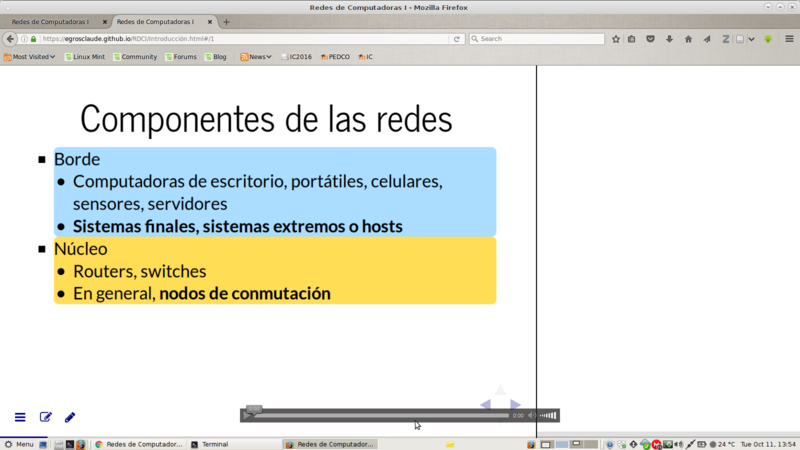 Redes de Computadoras I - Mozilla Firefox
Redes de Computadoras I
Redes de Computadoras I
https://egrosclaude.github.io/RDCI/Introducción.html#/1
Search
Most Visited
Linux Mint
Community
Forums
Blog
News
IC2016
PEDCO
IC
Componentes de las redes
Borde
Computadoras de escritorio, portátiles, celulares,
sensores, servidores
Sistemas finales, sistemas extremos o hosts
Núcleo
Routers, switches
En general, nodos de conmutación
0:00
Menu
Redes de Computador...
Terminal
Redes de Computador...
24 °C
Tue Oct 11, 13:54